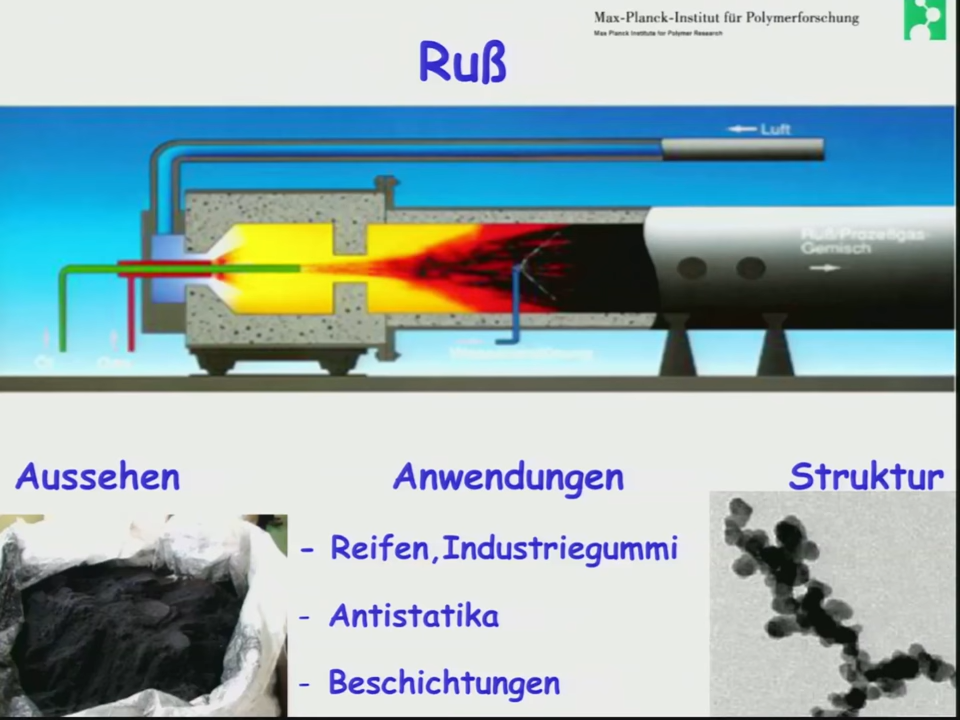 Max-Planck-Institut für Polymerforschung
Max Planck Institute for Polymer Research
Ruß
Luft
Ruß/Prozeßgas-
Gemisch
Öl
Aussehen
Anwendungen
Struktur
- Reifen,Industriegummi
- Antistatika
- Beschichtungen